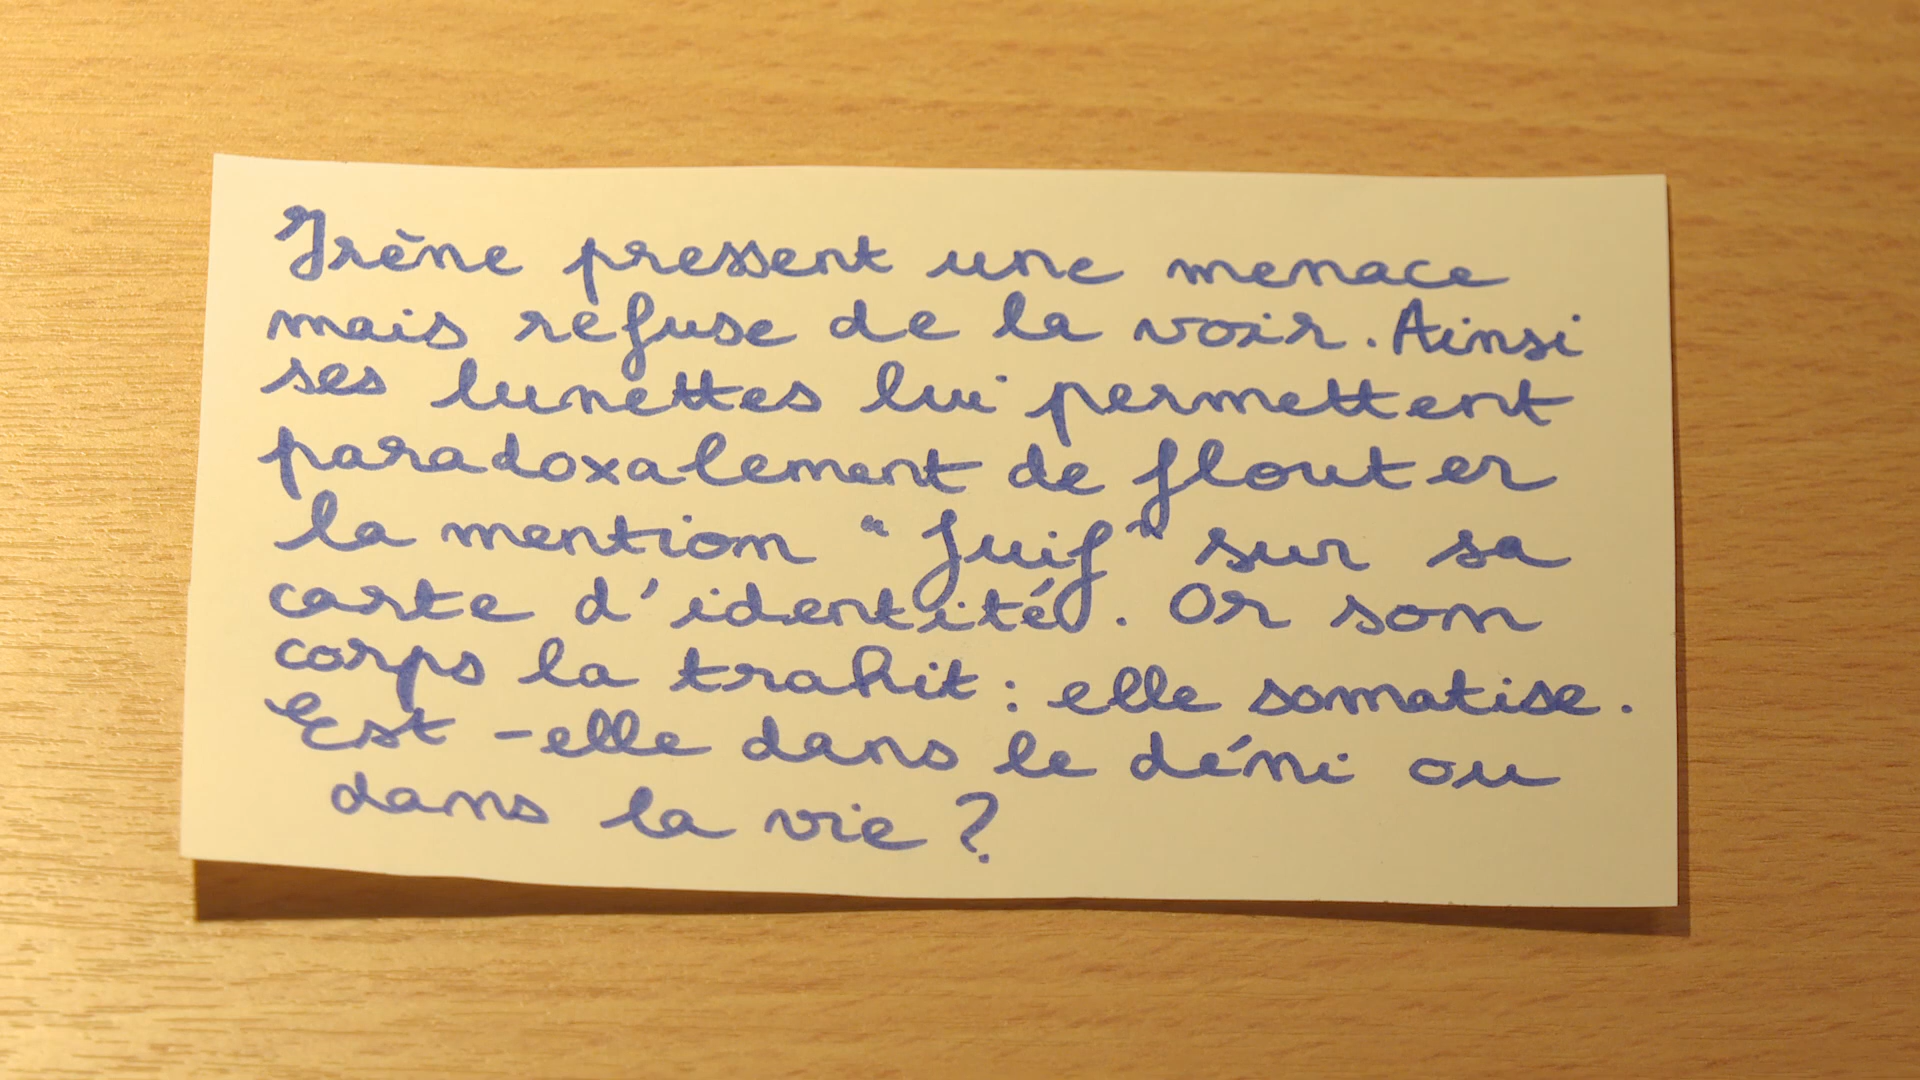 Irène pressent une menace
mais refuse de la voir. Ainsi
ses lunettes lui permettent
paradoxalement de flouter
la mention "Juif" sur sa
carte d'identité. Or son
corps la trahit : elle somatise.
Est-elle dans le déni ou
dans la vie ?